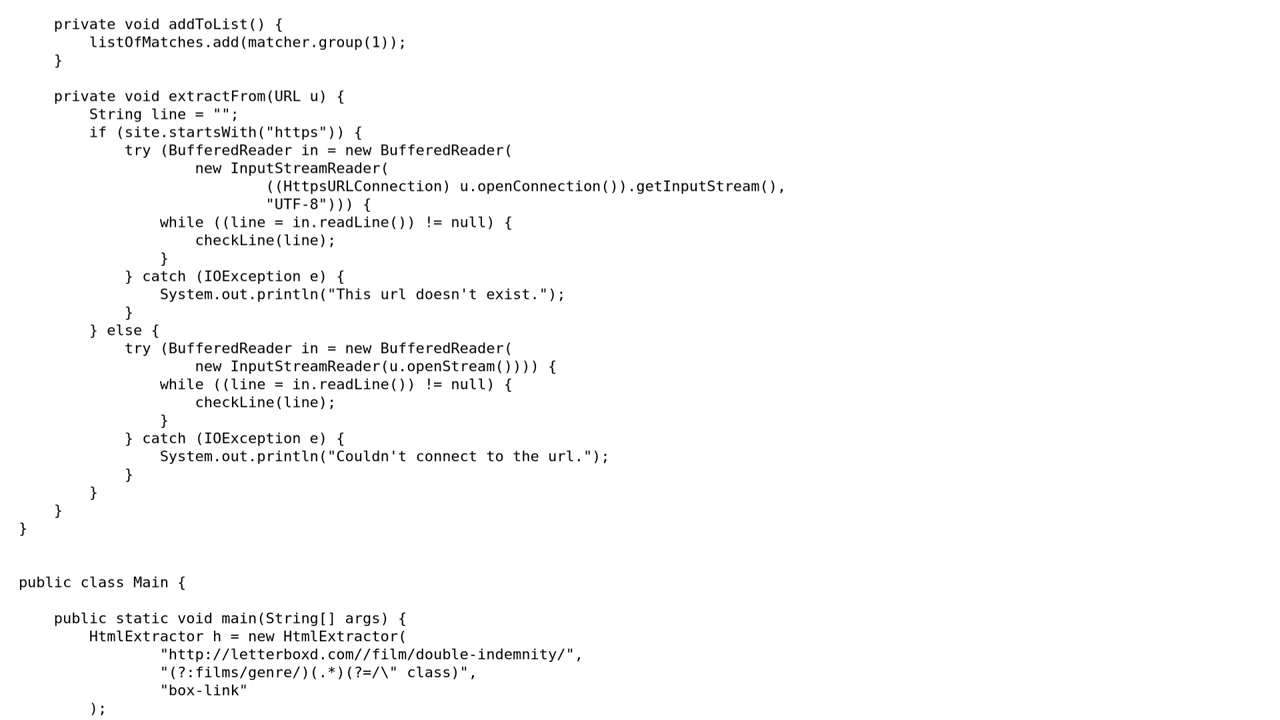 private void addToList() {
        listOfMatches.add(matcher.group(1));
    }

    private void extractFrom(URL u) {
        String line = "";
        if (site.startsWith("https")) {
            try (BufferedReader in = new BufferedReader(
                    new InputStreamReader(
                            ((HttpsURLConnection) u.openConnection()).getInputStream(),
                            "UTF-8"))) {
                while ((line = in.readLine()) != null) {
                    checkLine(line);
                }
            } catch (IOException e) {
                System.out.println("This url doesn't exist.");
            }
        } else {
            try (BufferedReader in = new BufferedReader(
                    new InputStreamReader(u.openStream()))) {
                while ((line = in.readLine()) != null) {
                    checkLine(line);
                }
            } catch (IOException e) {
                System.out.println("Couldn't connect to the url.");
            }
        }
    }
}


public class Main {

    public static void main(String[] args) {
        HtmlExtractor h = new HtmlExtractor(
                "http://letterboxd.com//film/double-indemnity/",
                "(?:films/genre/)(.*)(?=/\" class)",
                "box-link"
        );